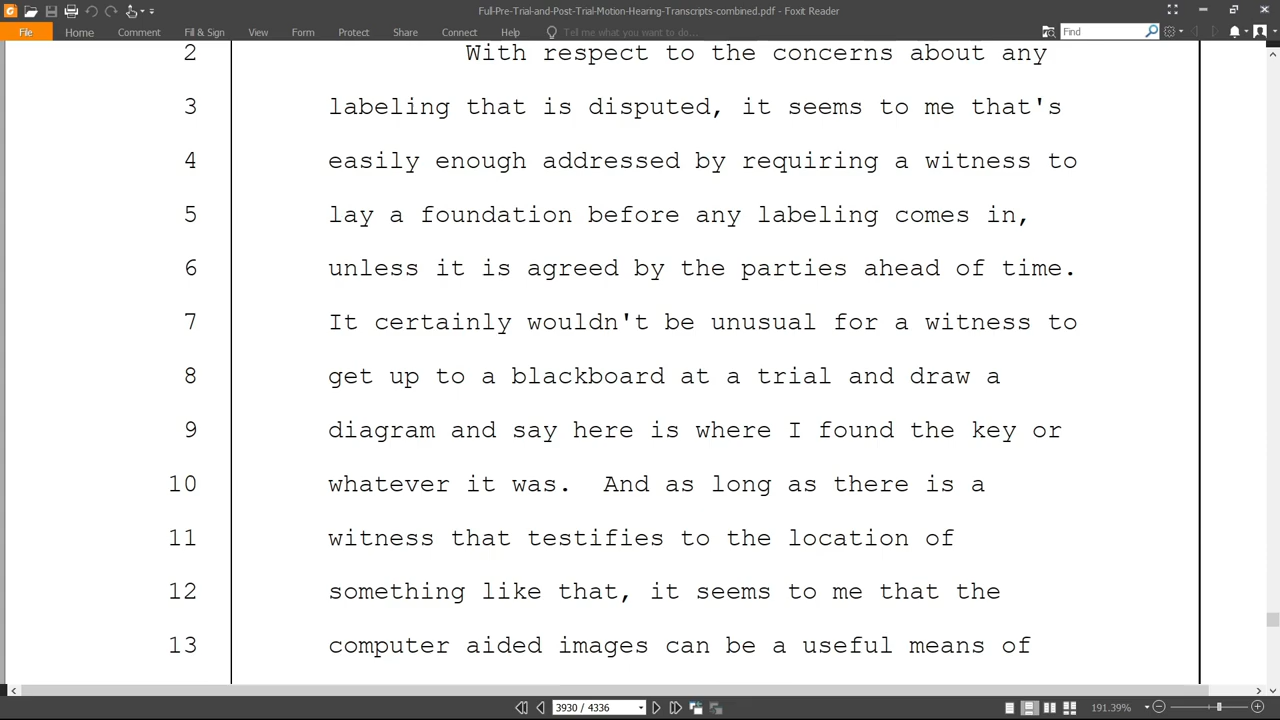 Full-Pre-Trial-and-Post-Trial-Motion-Hearing-Transcripts-combined.pdf - Foxit Reader
File Home Comment Fill & Sign View Form Protect Share Connect Help Tell me what you want to do... Find
2 With respect to the concerns about any
3 labeling that is disputed, it seems to me that's
4 easily enough addressed by requiring a witness to
5 lay a foundation before any labeling comes in,
6 unless it is agreed by the parties ahead of time.
7 It certainly wouldn't be unusual for a witness to
8 get up to a blackboard at a trial and draw a
9 diagram and say here is where I found the key or
10 whatever it was. And as long as there is a
11 witness that testifies to the location of
12 something like that, it seems to me that the
13 computer aided images can be a useful means of
3930 / 4336 191.39%